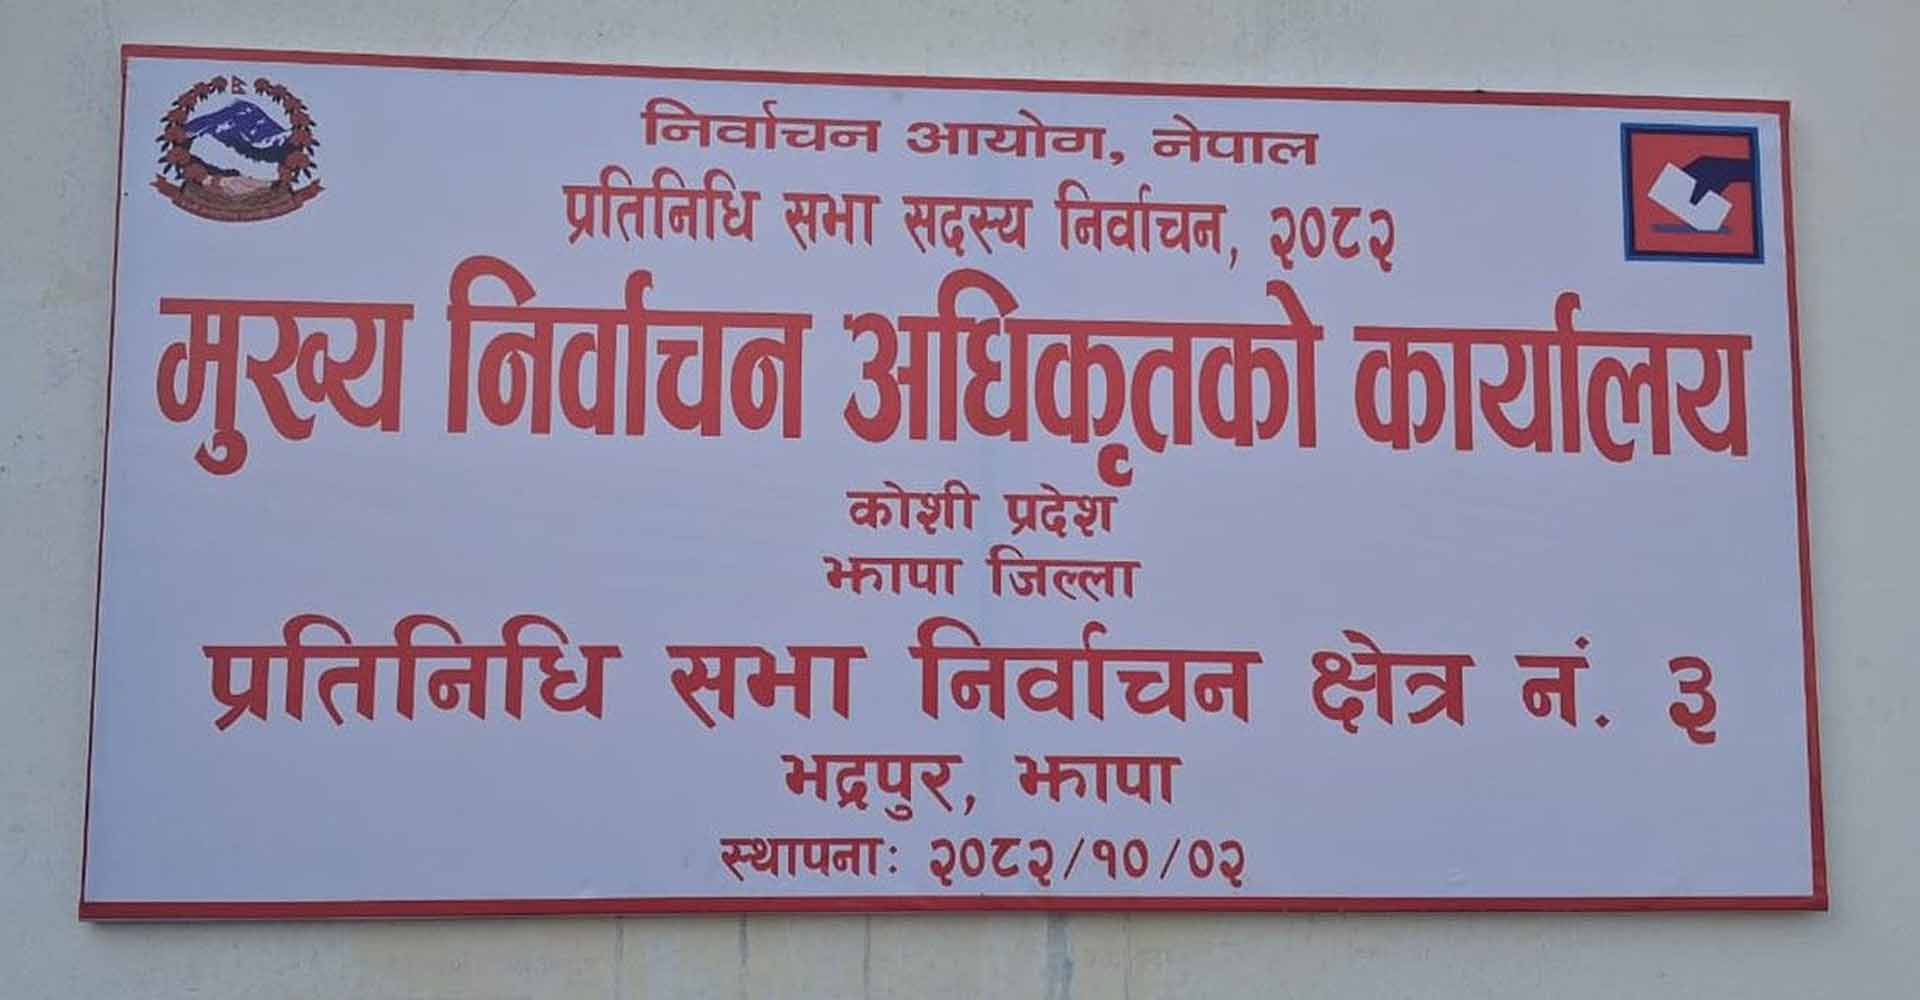 निर्वाचन आयोग, नेपाल
प्रतिनिधि सभा सदस्य निर्वाचन, २०८२
मुख्य निर्वाचन अधिकृतको कार्यालय
कोशी प्रदेश
झापा जिल्ला
प्रतिनिधि सभा निर्वाचन क्षेत्र नं. ३
भद्रपुर, झापा
स्थापनाः २०८२/१०/०२